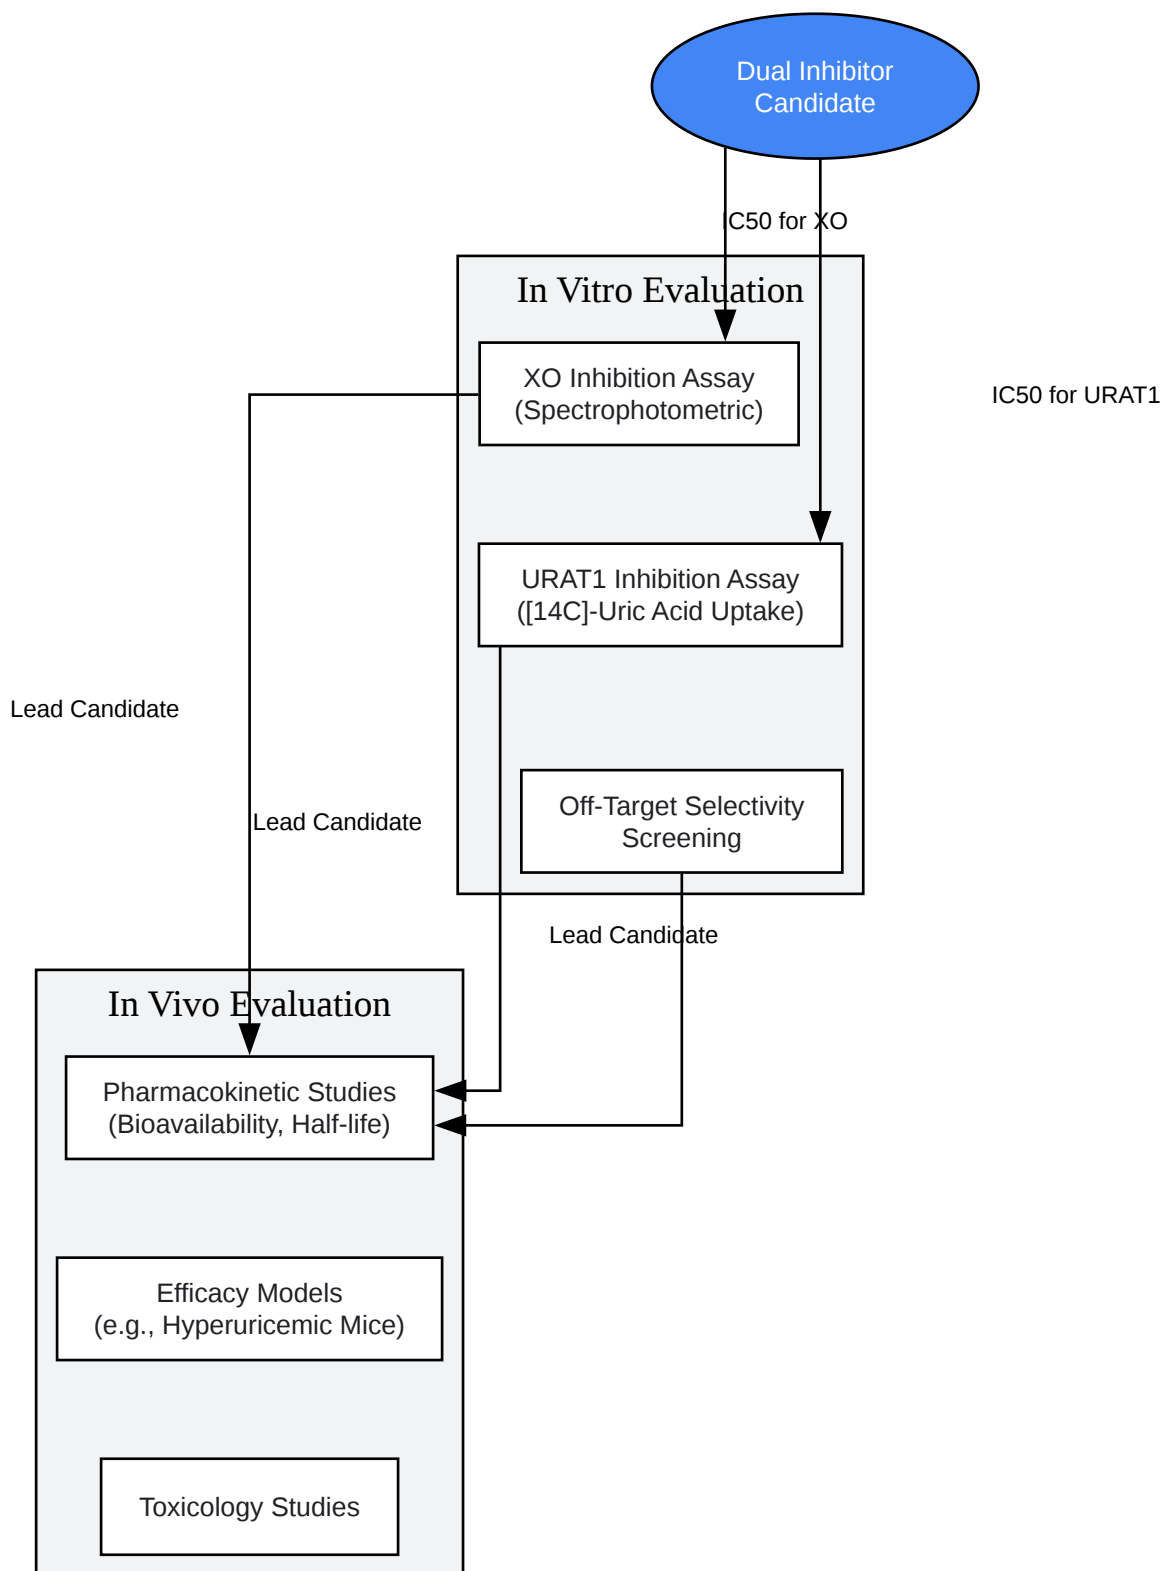 Dual Inhibitor
Candidate
IC50 for XO
In Vitro Evaluation
XO Inhibition Assay
(Spectrophotometric)
IC50 for URAT1
URAT1 Inhibition Assay
([14C]-Uric Acid Uptake)
Lead Candidate
Off-Target Selectivity
Screening
Lead Candidate
Lead Candidate
In Vivo Evaluation
Pharmacokinetic Studies
(Bioavailability, Half-life)
Efficacy Models
(e.g., Hyperuricemic Mice)
Toxicology Studies